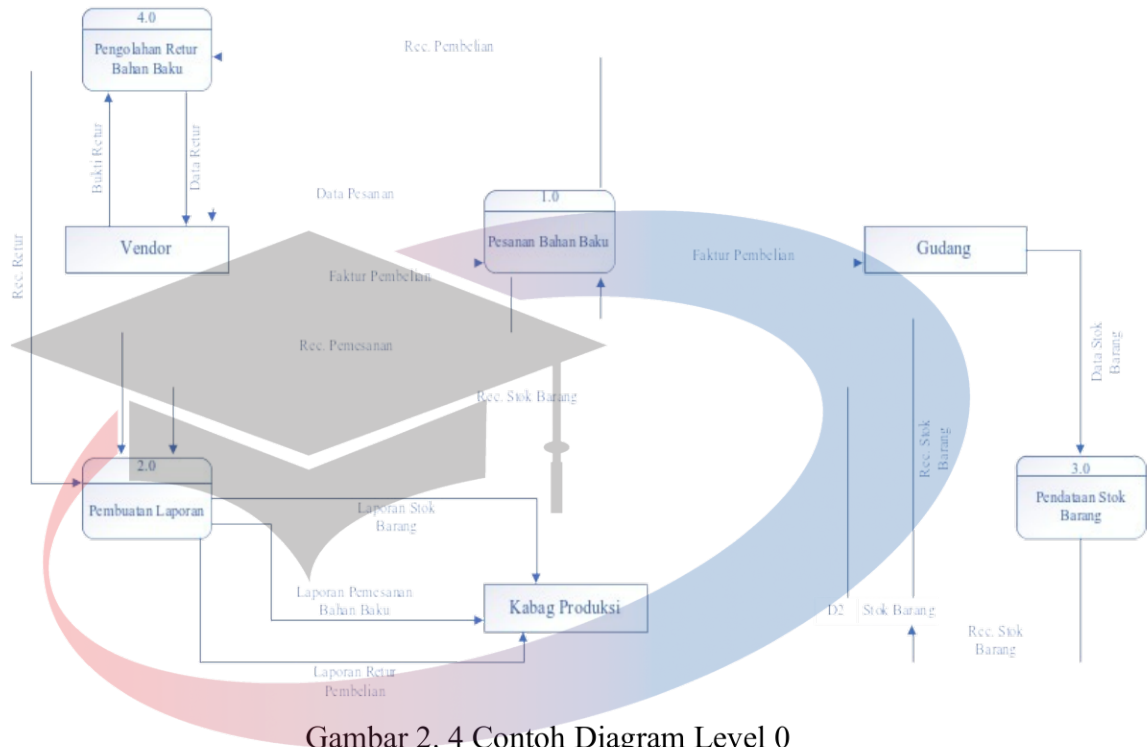 4.0
Pengolahan Retur
Bahan Baku
Rec. Pembelian
Bukti Retur
Data Retur
Rec. Retur
Data Pesanan
1.0
Pesanan Bahan Baku
Vendor
Faktur Pembelian
Faktur Pembelian
Gudang
Rec. Pemesanan
Data Stok
Barang
Rec. Stok Barang
Rec. Stok
Barang
2.0
Pembuatan Laporan
3.0
Pendataan Stok
Barang
Laporan Stok
Barang
Laporan Pemesanan
Bahan Baku
Kabag Produksi
D2
Stok Barang
Rec. Stok
Barang
Laporan Retur
Pembelian
Gambar 2. 4 Contoh Diagram Level 0